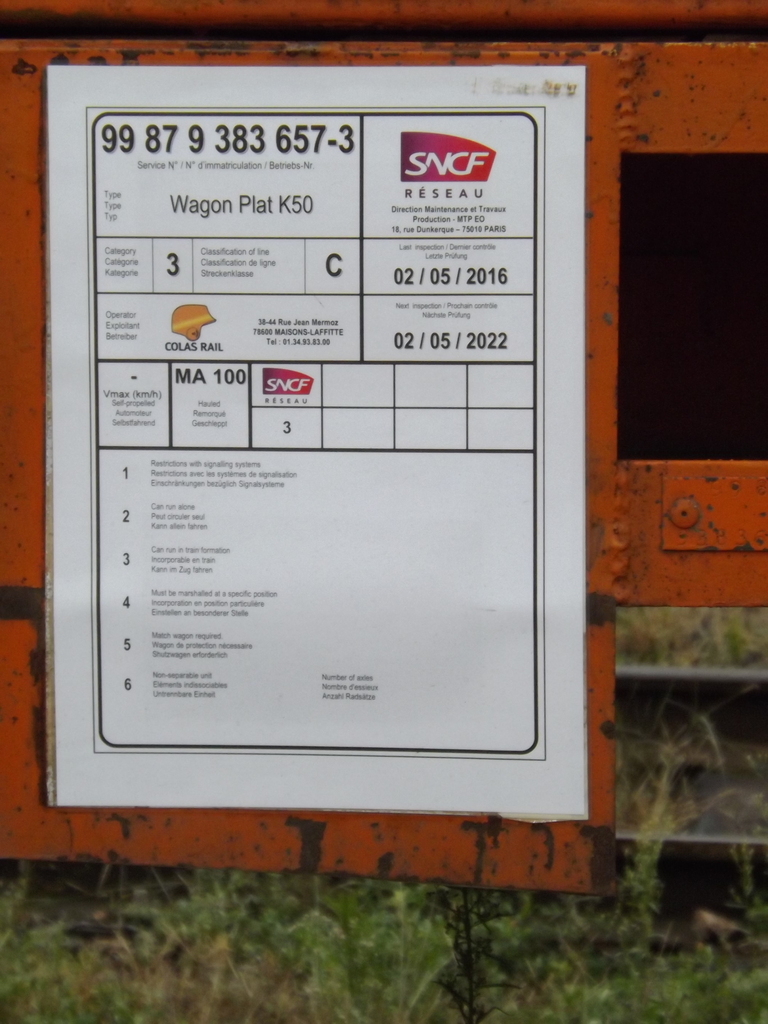 99 87 9 383 657-3
Service N° / N° d'immatriculation / Betriebs-Nr.
Type
Type
Typ
Wagon Plat K50
SNCF
RÉSEAU
Direction Maintenance et Travaux
Production - MTP EO
18, rue Dunkerque – 75010 PARIS
Category
Catégorie
Kategorie
3
Classification of line
Classification de ligne
Streckenklasse
C
Last inspection / Dernier contrôle
Letzte Prüfung
02 / 05 / 2016
Operator
Exploitant
Betreiber
COLAS RAIL
38-44 Rue Jean Mermoz
78600 MAISONS-LAFFITTE
Tel : 01.34.93.83.00
Next inspection / Prochain contrôle
Nächste Prüfung
02 / 05 / 2022
-
Vmax (km/h)
Self-propelled
Automoteur
Selbstfahrend
MA 100
Hauled
Remorqué
Geschleppt
SNCF
RÉSEAU
3
1
Restrictions with signalling systems
Restrictions avec les systèmes de signalisation
Einschränkungen bezüglich Signalsysteme
2
Can run alone
Peut circuler seul
Kann allein fahren
3
Can run in train formation
Incorporable en train
Kann im Zug fahren
4
Must be marshalled at a specific position
Incorporation en position particulière
Einstellen an besonderer Stelle
5
Match wagon required
Wagon de protection nécessaire
Shutzwagen erforderlich
6
Non-separable unit
Eléments indissociables
Untrennbare Einheit
Number of axles
Nombre d'essieux
Anzahl Radsätze